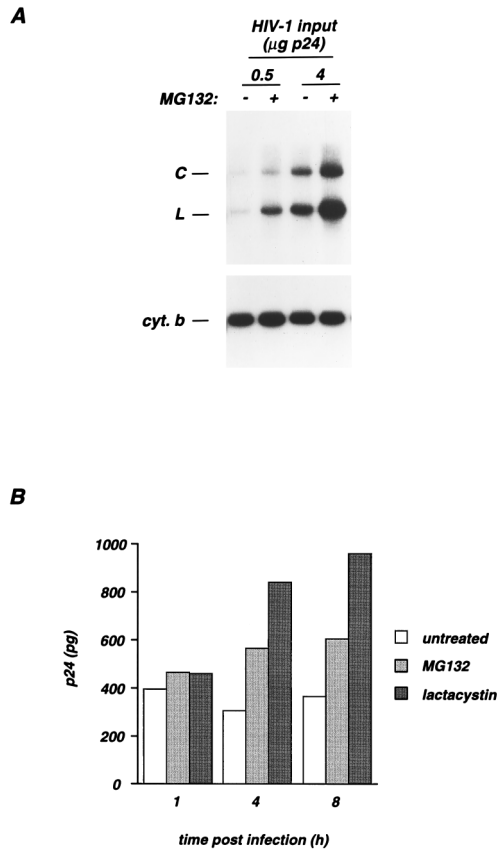 A
HIV-1 input
(μg p24)
0.5 4
MG132: - + - +
C —
L —
cyt. b —
B
1000
800
600
400
200
0
p24 (pg)
1 4 8
time post infection (h)
untreated
MG132
lactacystin